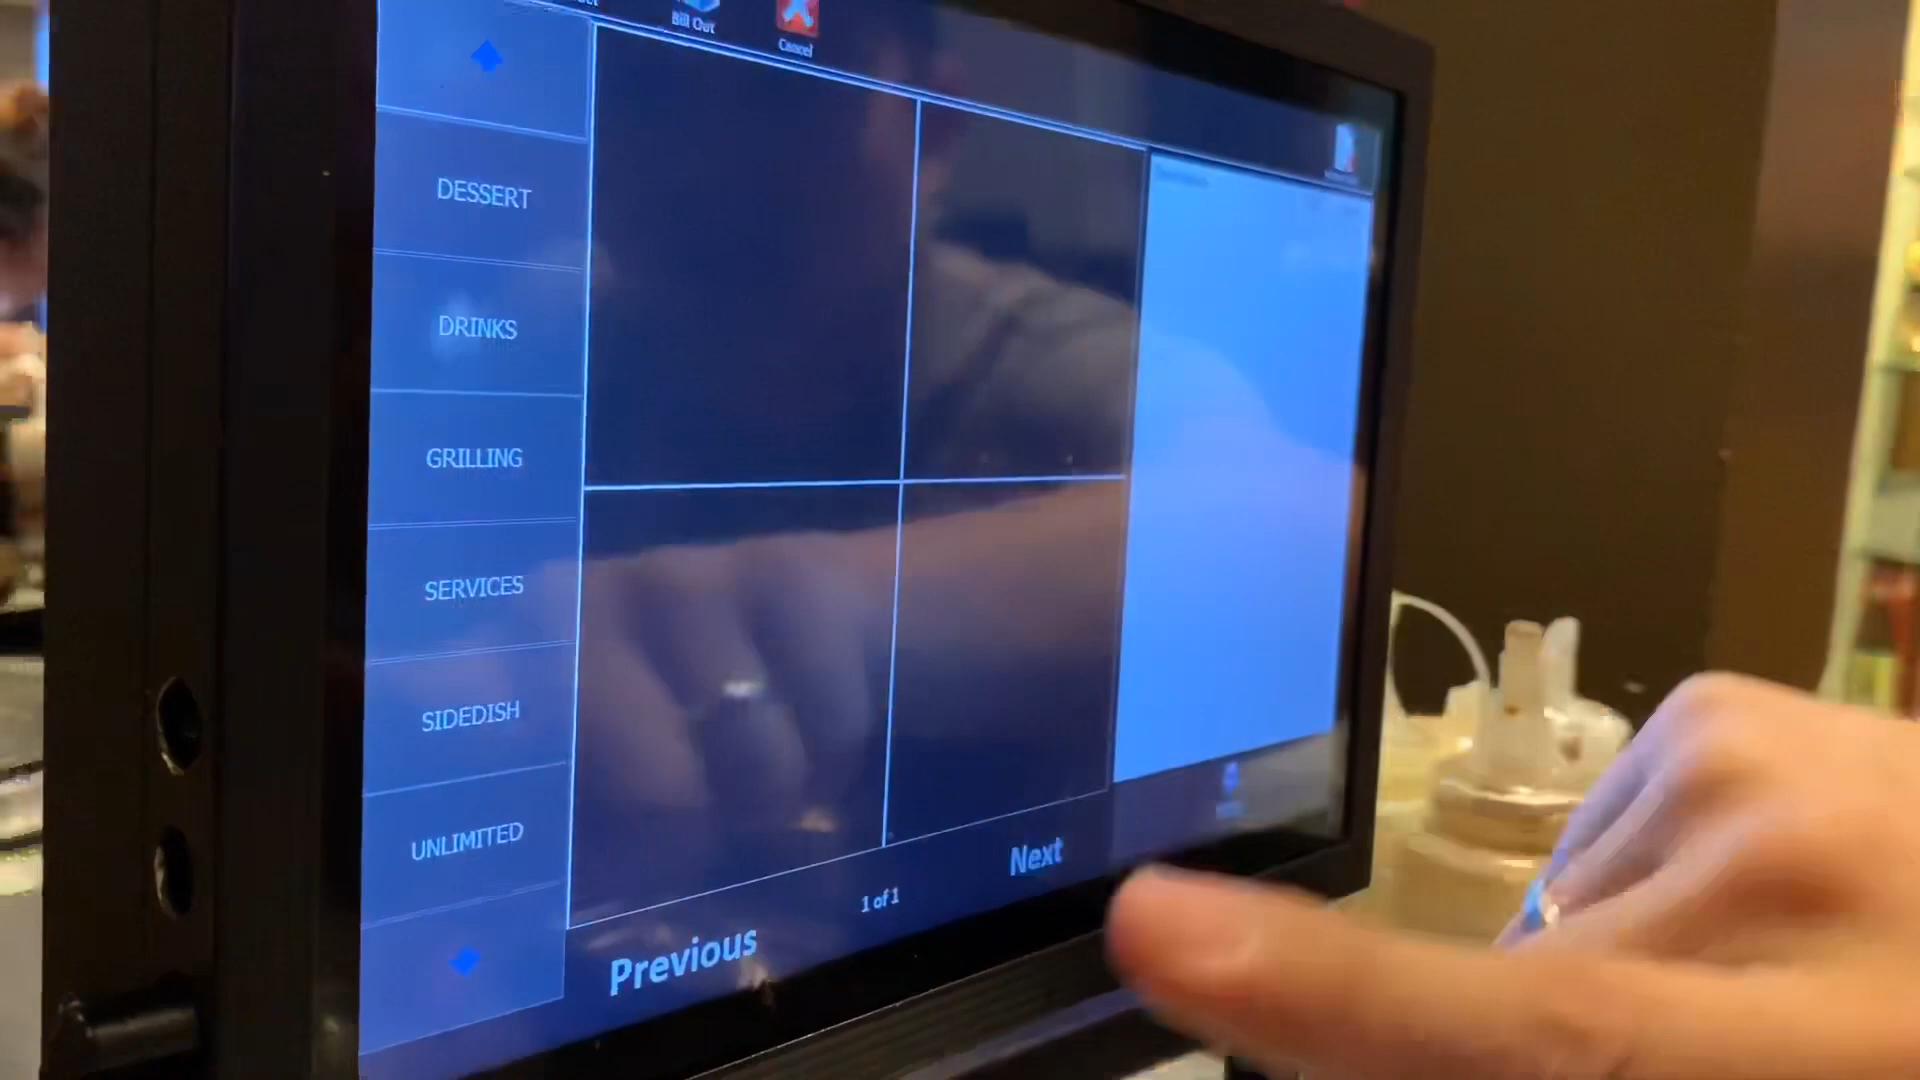 Bill Out
Cancel
DESSERT
DRINKS
GRILLING
SERVICES
SIDEDISH
UNLIMITED
Previous
1 of 1
Next